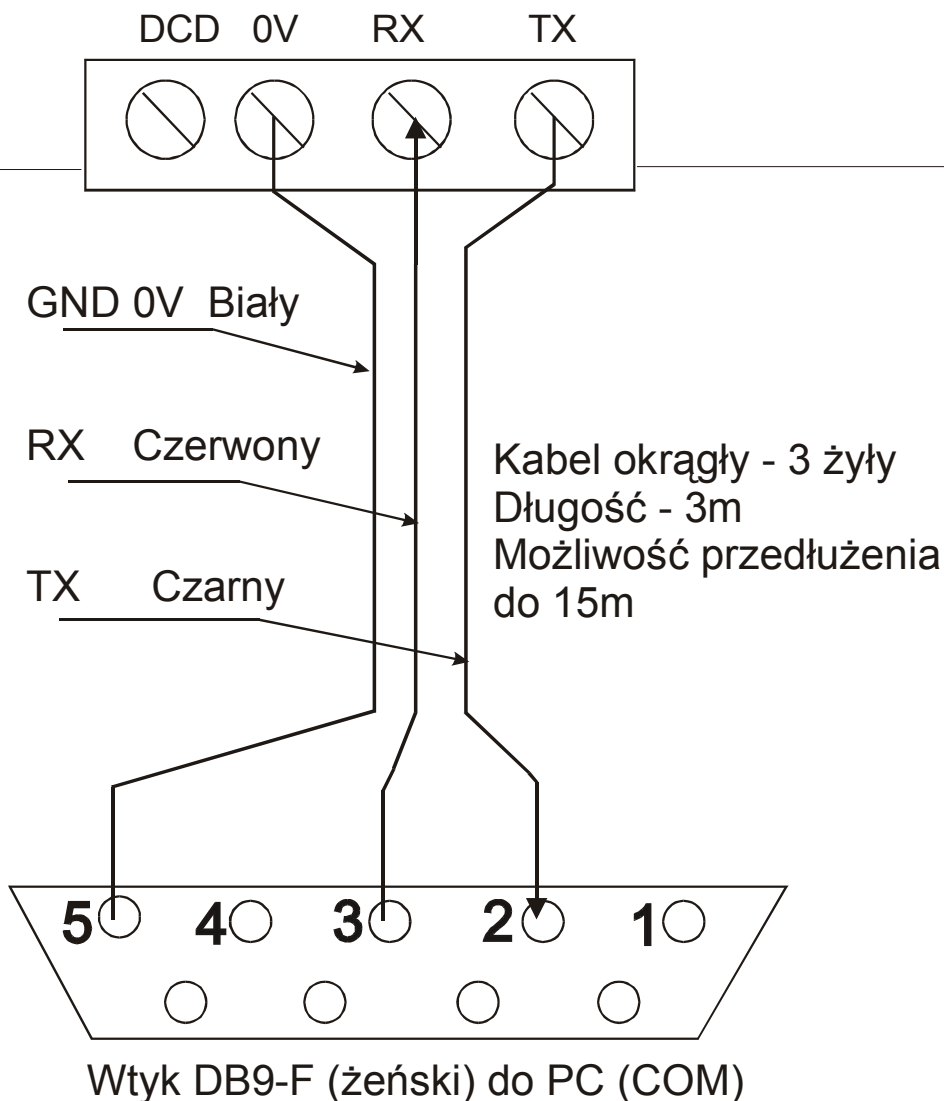 DCD 0V RX TX
GND 0V Biały
RX Czerwony
Kabel okrągły - 3 żyły
Długość - 3m
Możliwość przedłużenia
do 15m
TX Czarny
5 4 3 2 1
Wtyk DB9-F (żeński) do PC (COM)